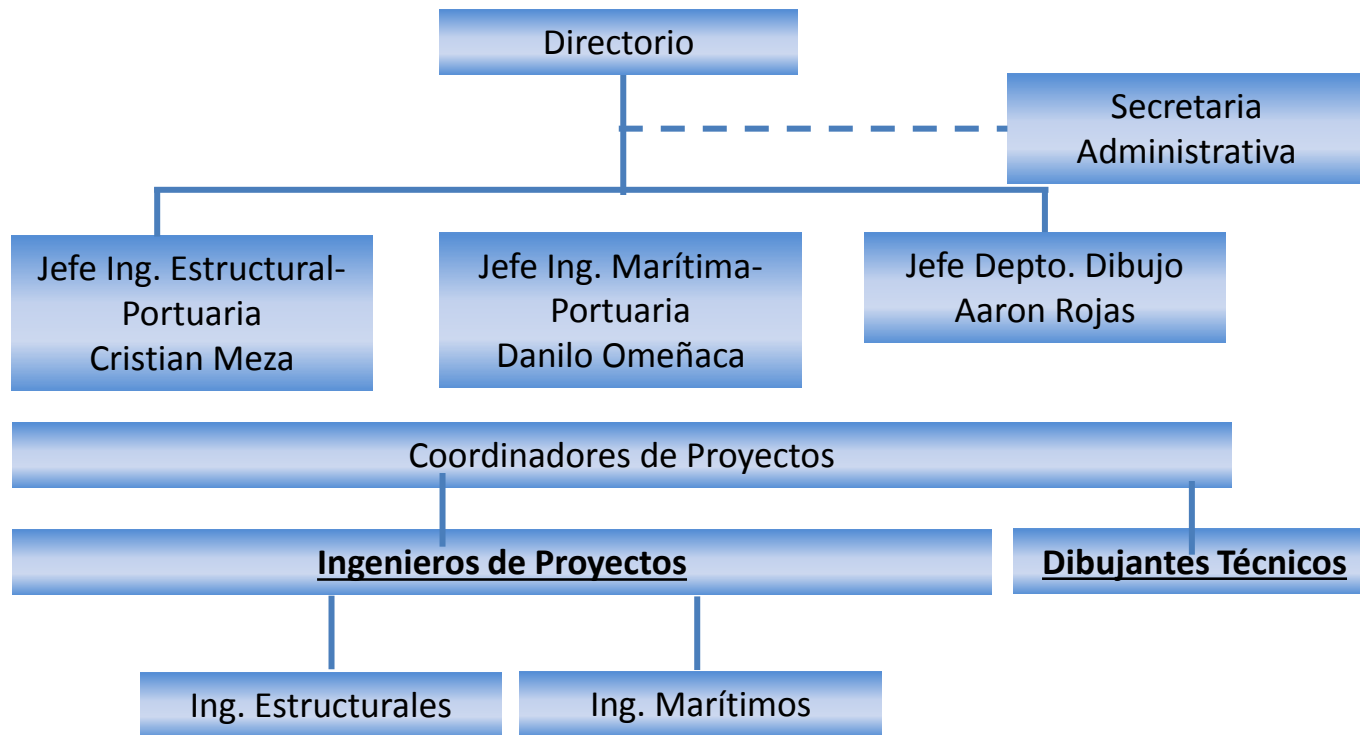 Directorio
Secretaria
Administrativa
Jefe Ing. Estructural-
Portuaria
Cristian Meza
Jefe Ing. Marítima-
Portuaria
Danilo Omeñaca
Jefe Depto. Dibujo
Aaron Rojas
Coordinadores de Proyectos
Ingenieros de Proyectos
Dibujantes Técnicos
Ing. Estructurales
Ing. Marítimos